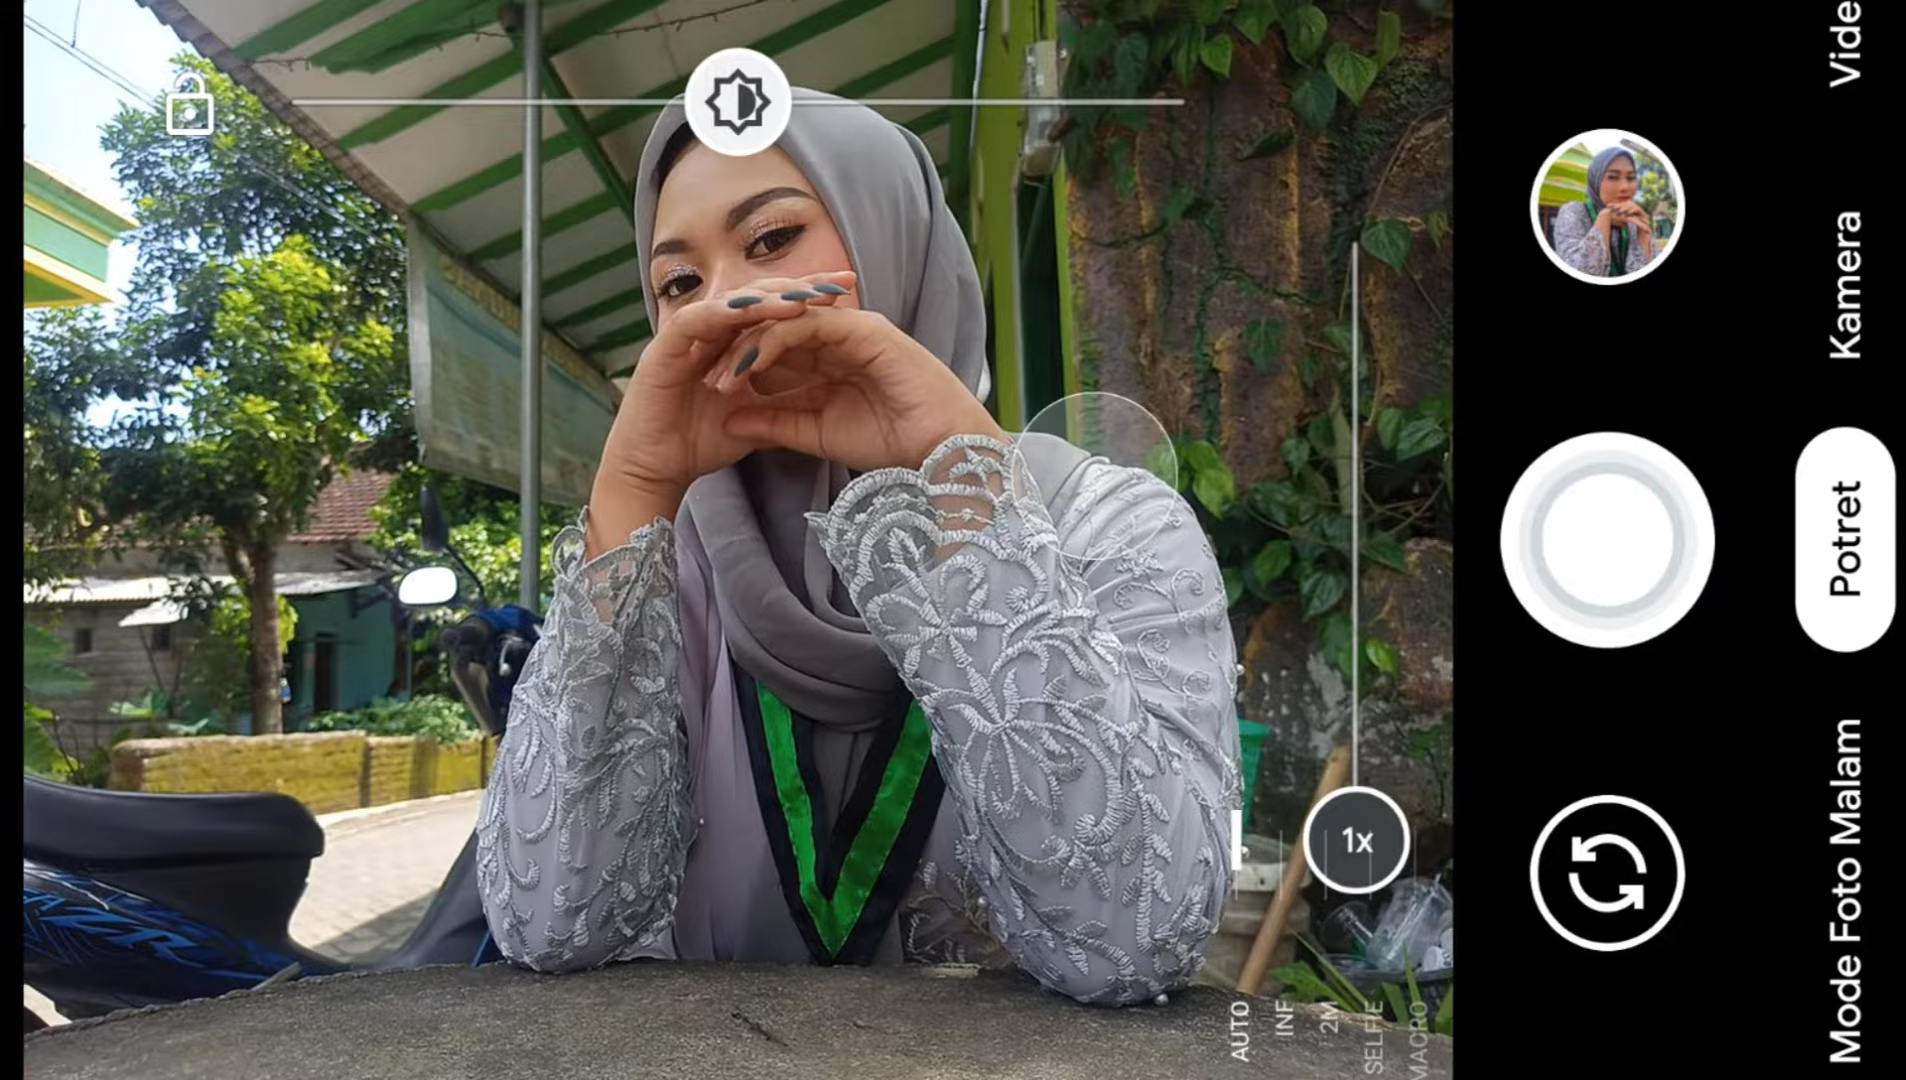 Vide
Kamera
Potret
Mode Foto Malam
1x
AUTO
INF
2M
SELFIE
MACRO